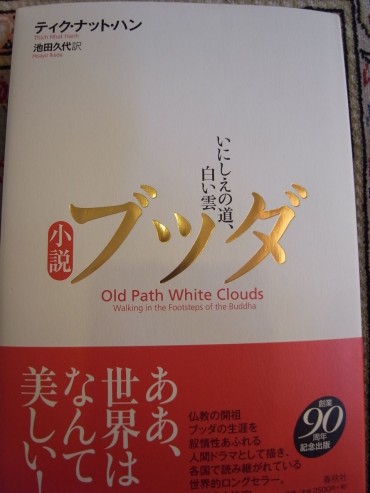 ティク・ナット・ハン
Thich Nhat Hanh
池田久代訳
Hisayo Ikeda
いにしえの道、
白い雲
小説
ブッダ
Old Path White Clouds
Walking in the Footsteps of the Buddha
ああ、
世界は
なんて
美しい!
仏教の開祖
ブッダの生涯を
叙情性あふれる
人間ドラマとして描き、
各国で読み継がれている
世界的ロングセラー。
創業
90
周年
記念出版
春秋社